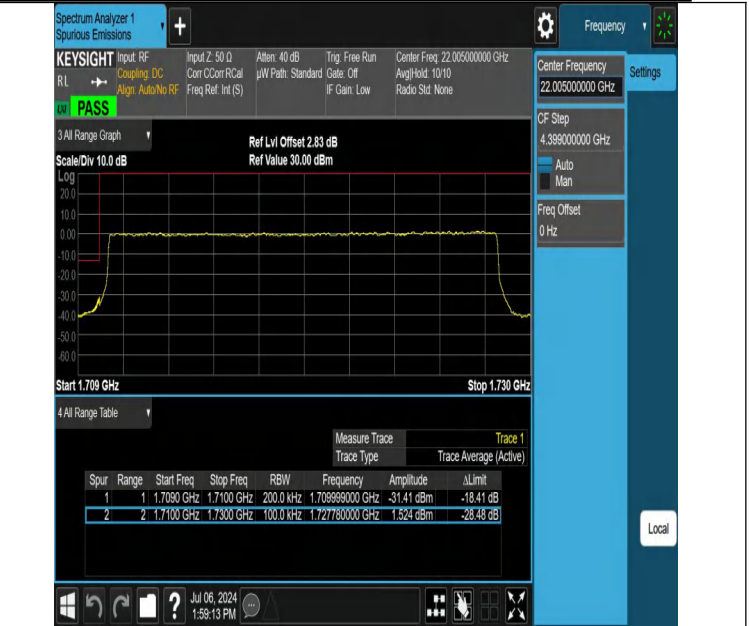 Spectrum Analyzer 1
Spurious Emissions
+
Frequency
KEYSIGHT
RL
PASS
Input: RF
Coupling: DC
Align: Auto/No RF
Input Z: 50 Ω
Corr CCorr RCal
Freq Ref: Int (S)
Atten: 40 dB
µW Path: Standard
Trig: Free Run
Gate: Off
IF Gain: Low
Center Freq: 22.005000000 GHz
Avg|Hold: 10/10
Radio Std: None
Center Frequency
22.005000000 GHz
Settings
CF Step
4.399000000 GHz
Auto
Man
Freq Offset
0 Hz
3 All Range Graph
Scale/Div 10.0 dB
Ref Lvl Offset 2.83 dB
Ref Value 30.00 dBm
Log
20.0
10.0
0.00
-10.0
-20.0
-30.0
-40.0
-50.0
-60.0
Start 1.709 GHz Stop 1.730 GHz
4 All Range Table
Measure Trace Trace 1
Trace Type Trace Average (Active)
Spur Range Start Freq Stop Freq RBW Frequency Amplitude ΔLimit
1 1 1.7090 GHz 1.7100 GHz 200.0 kHz 1.709999000 GHz -31.41 dBm -18.41 dB
2 2 1.7100 GHz 1.7300 GHz 100.0 kHz 1.727780000 GHz 1.524 dBm -28.48 dB
Local
?
Jul 06, 2024
1:59:13 PM